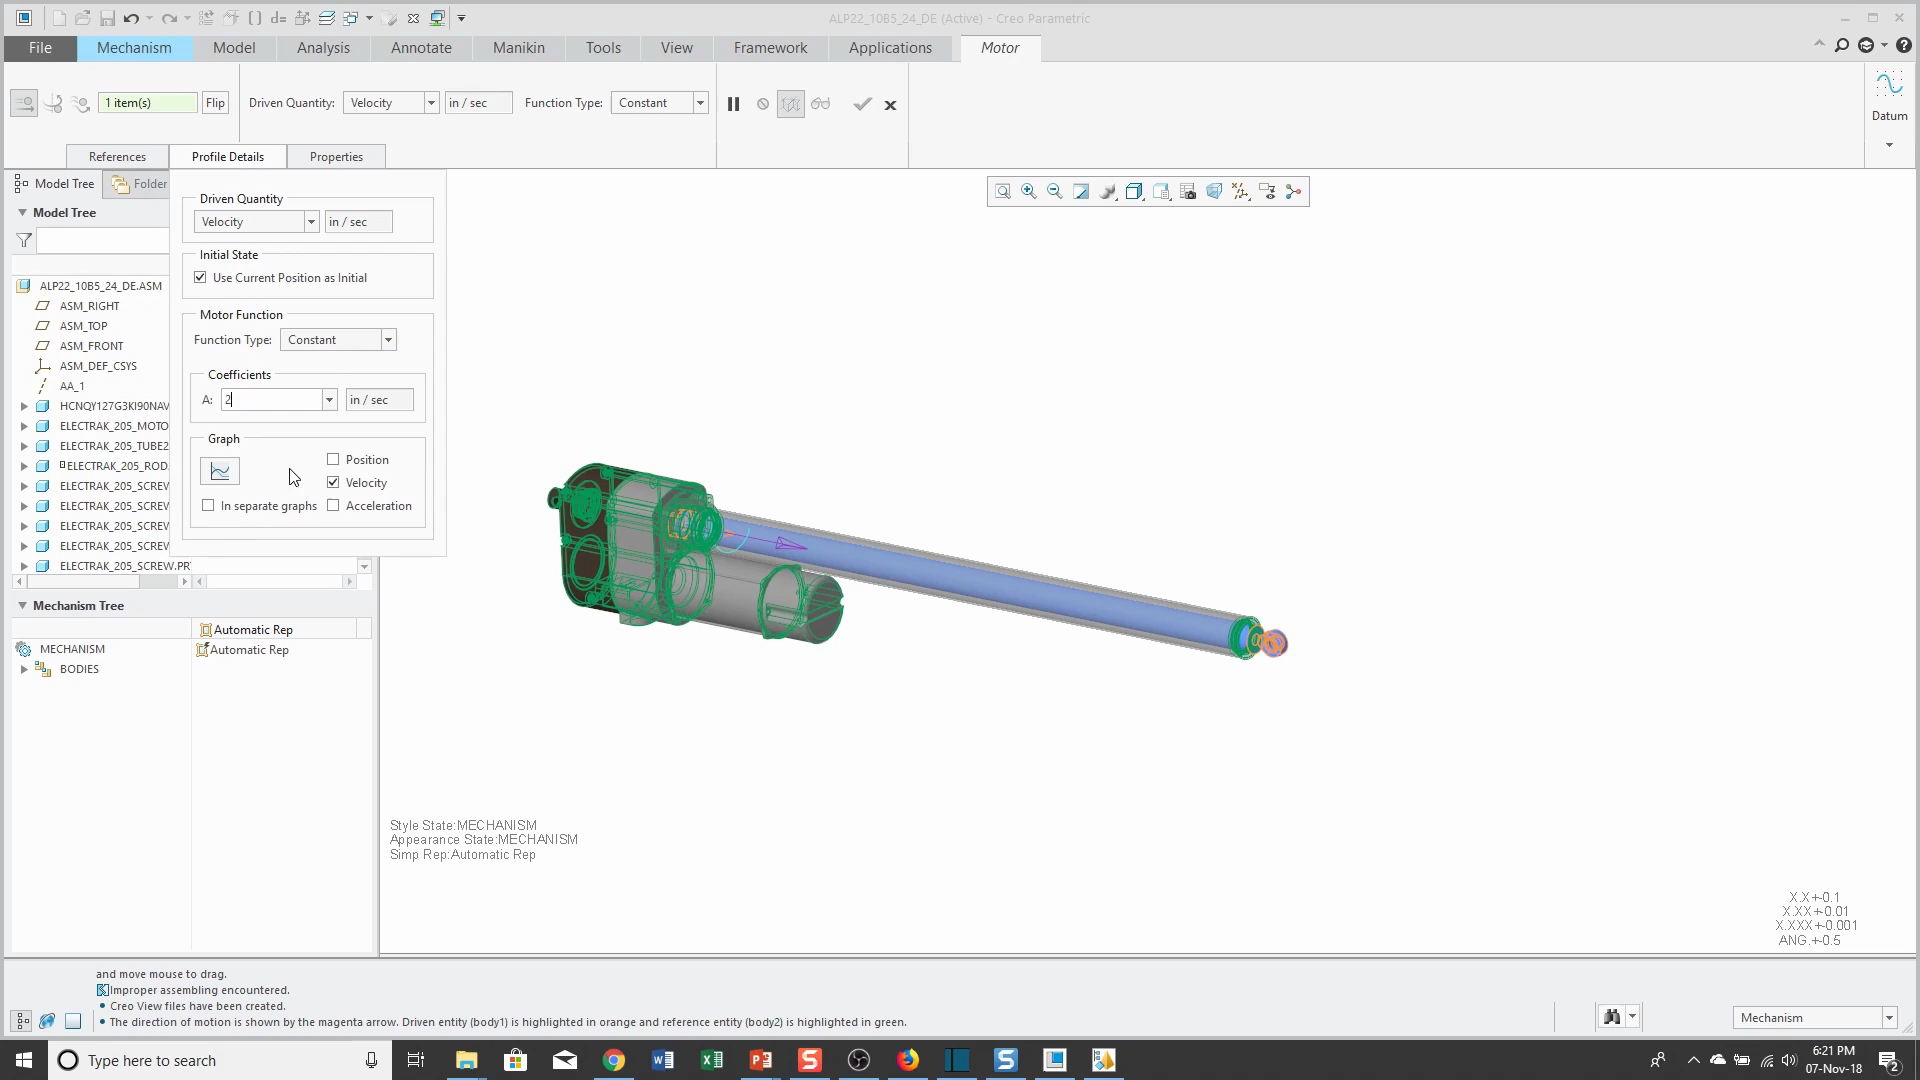 ALP22_10B5_24_DE (Active) - Creo Parametric
File Mechanism Model Analysis Annotate Manikin Tools View Framework Applications Motor
1 item(s) Flip Driven Quantity: Velocity in / sec Function Type: Constant
Datum
References Profile Details Properties
Model Tree Folder
Model Tree
ALP22_10B5_24_DE.ASM
ASM_RIGHT
ASM_TOP
ASM_FRONT
ASM_DEF_CSYS
AA_1
HCNQY127G3KI90NAV
ELECTRAK_205_MOTO
ELECTRAK_205_TUBE2
ELECTRAK_205_ROD.
ELECTRAK_205_SCREV
ELECTRAK_205_SCREV
ELECTRAK_205_SCREV
ELECTRAK_205_SCREV
ELECTRAK_205_SCREW.PR
Driven Quantity
Velocity in / sec
Initial State
Use Current Position as Initial
Motor Function
Function Type: Constant
Coefficients
A: 2 in / sec
Graph
Position
Velocity
In separate graphs Acceleration
Mechanism Tree
Automatic Rep
MECHANISM Automatic Rep
BODIES
Style State:MECHANISM
Appearance State:MECHANISM
Simp Rep:Automatic Rep
X.X+-0.1
X.XX+-0.01
X.XXX+-0.001
ANG.+-0.5
and move mouse to drag.
Improper assembling encountered.
• Creo View files have been created.
• The direction of motion is shown by the magenta arrow. Driven entity (body1) is highlighted in orange and reference entity (body2) is highlighted in green.
Mechanism
Type here to search
6:21 PM
07-Nov-18
2